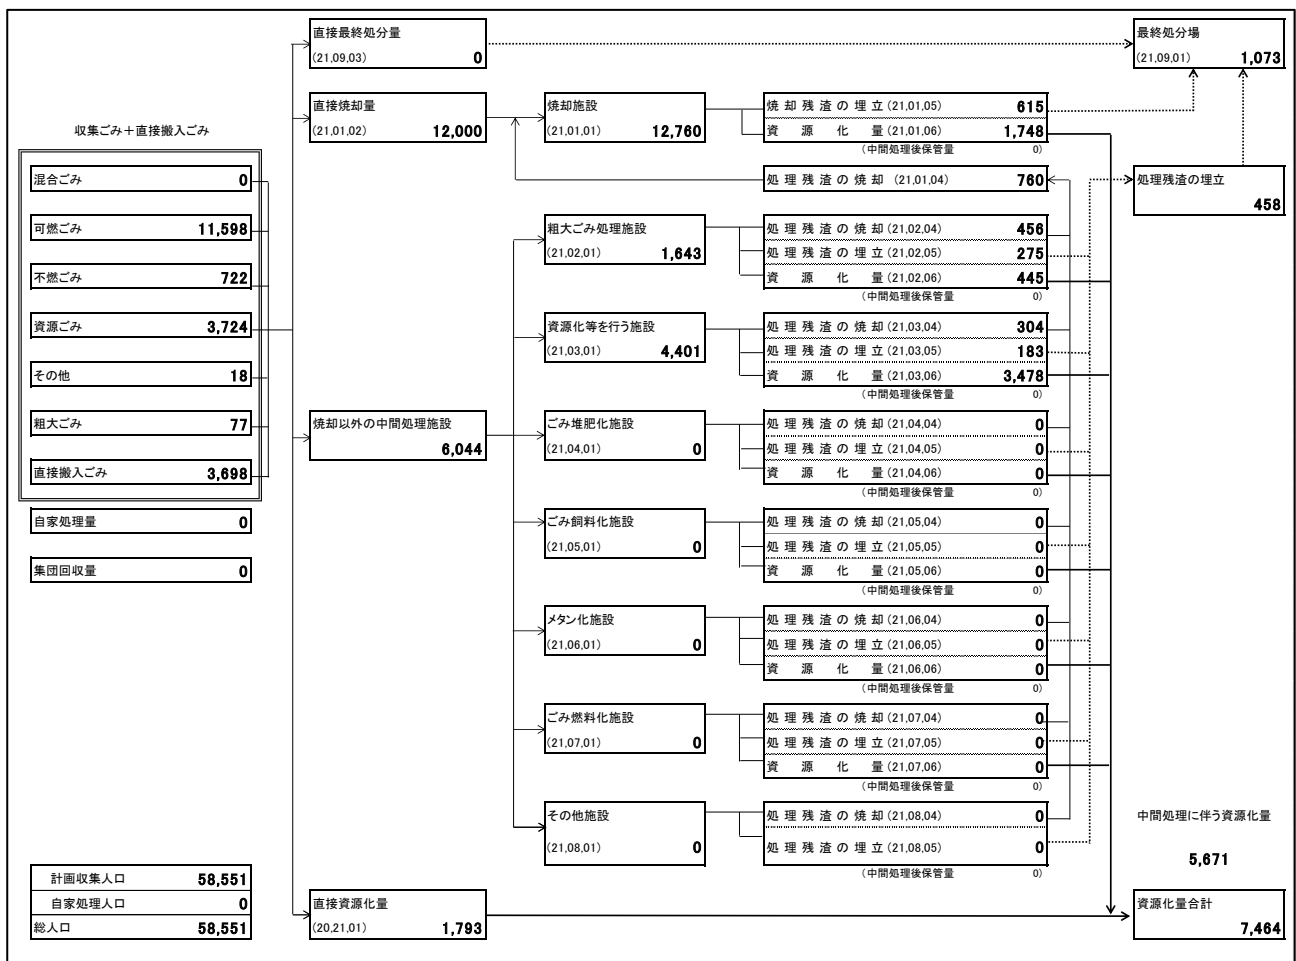 直接最終処分量
(21,09,03) 0
最終処分場
(21,09,01) 1,073
収集ごみ+直接搬入ごみ
混合ごみ 0
可燃ごみ 11,598
不燃ごみ 722
資源ごみ 3,724
その他 18
粗大ごみ 77
直接搬入ごみ 3,698
自家処理量 0
集団回収量 0
計画収集人口 58,551
自家処理人口 0
総人口 58,551
直接焼却量
(21,01,02) 12,000
焼却以外の中間処理施設
6,044
直接資源化量
(20,21,01) 1,793
焼却施設
(21,01,01) 12,760
焼却残渣の埋立(21,01,05) 615
資源化量(21,01,06) 1,748
(中間処理後保管量 0)
処理残渣の焼却 (21,01,04) 760
粗大ごみ処理施設
(21,02,01) 1,643
処理残渣の焼却(21,02,04) 456
処理残渣の埋立(21,02,05) 275
資源化量(21,02,06) 445
(中間処理後保管量 0)
資源化等を行う施設
(21,03,01) 4,401
処理残渣の焼却(21,03,04) 304
処理残渣の埋立(21,03,05) 183
資源化量(21,03,06) 3,478
(中間処理後保管量 0)
ごみ堆肥化施設
(21,04,01) 0
処理残渣の焼却(21,04,04) 0
処理残渣の埋立(21,04,05) 0
資源化量(21,04,06) 0
(中間処理後保管量 0)
ごみ飼料化施設
(21,05,01) 0
処理残渣の焼却(21,05,04) 0
処理残渣の埋立(21,05,05) 0
資源化量(21,05,06) 0
(中間処理後保管量 0)
メタン化施設
(21,06,01) 0
処理残渣の焼却(21,06,04) 0
処理残渣の埋立(21,06,05) 0
資源化量(21,06,06) 0
(中間処理後保管量 0)
ごみ燃料化施設
(21,07,01) 0
処理残渣の焼却(21,07,04) 0
処理残渣の埋立(21,07,05) 0
資源化量(21,07,06) 0
(中間処理後保管量 0)
その他施設
(21,08,01) 0
処理残渣の焼却(21,08,04) 0
処理残渣の埋立(21,08,05) 0
(中間処理後保管量 0)
処理残渣の埋立
458
中間処理に伴う資源化量
5,671
資源化量合計
7,464